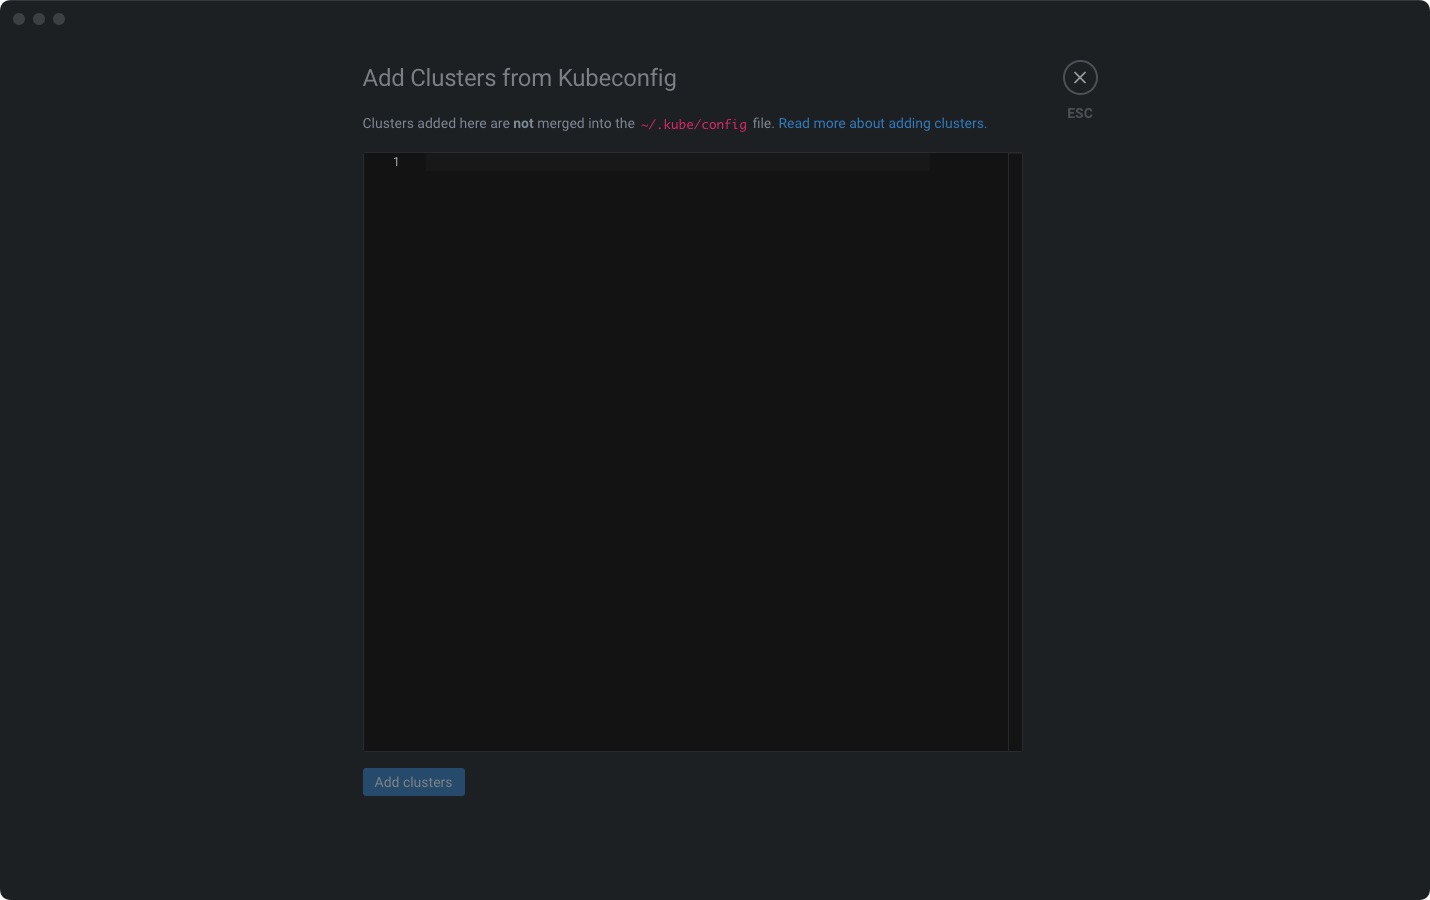 Add Clusters from Kubeconfig
ESC
Clusters added here are not merged into the ~/.kube/config file. Read more about adding clusters.
1
Add clusters